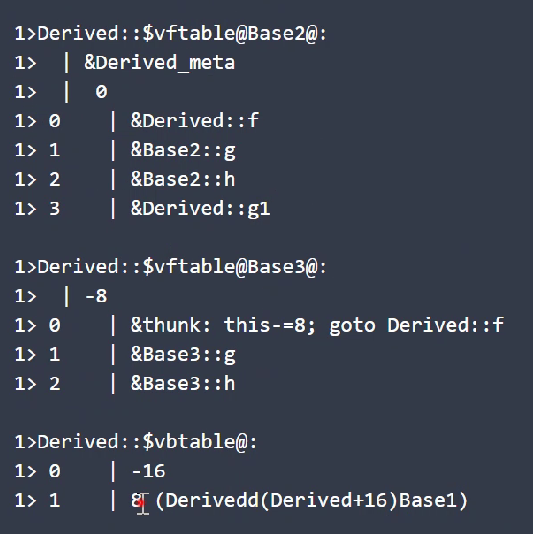 1>Derived::$vftable@Base2@:
1>  | &Derived_meta
1>  |  0
1> 0    | &Derived::f
1> 1    | &Base2::g
1> 2    | &Base2::h
1> 3    | &Derived::g1
1>Derived::$vftable@Base3@:
1>  | -8
1> 0    | &thunk: this-=8; goto Derived::f
1> 1    | &Base3::g
1> 2    | &Base3::h
1>Derived::$vbtable@:
1> 0    | -16
1> 1    | (Derivedd(Derived+16)Base1)